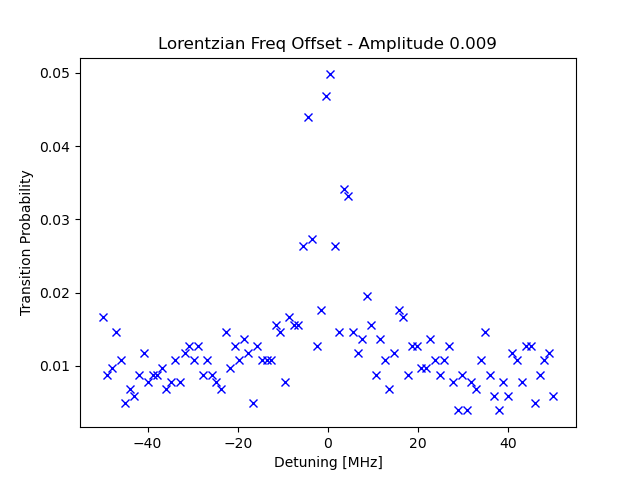 Lorentzian Freq Offset - Amplitude 0.009
0.05
0.04
0.03
0.02
0.01
Transition Probability
−40 −20 0 20 40
Detuning [MHz]